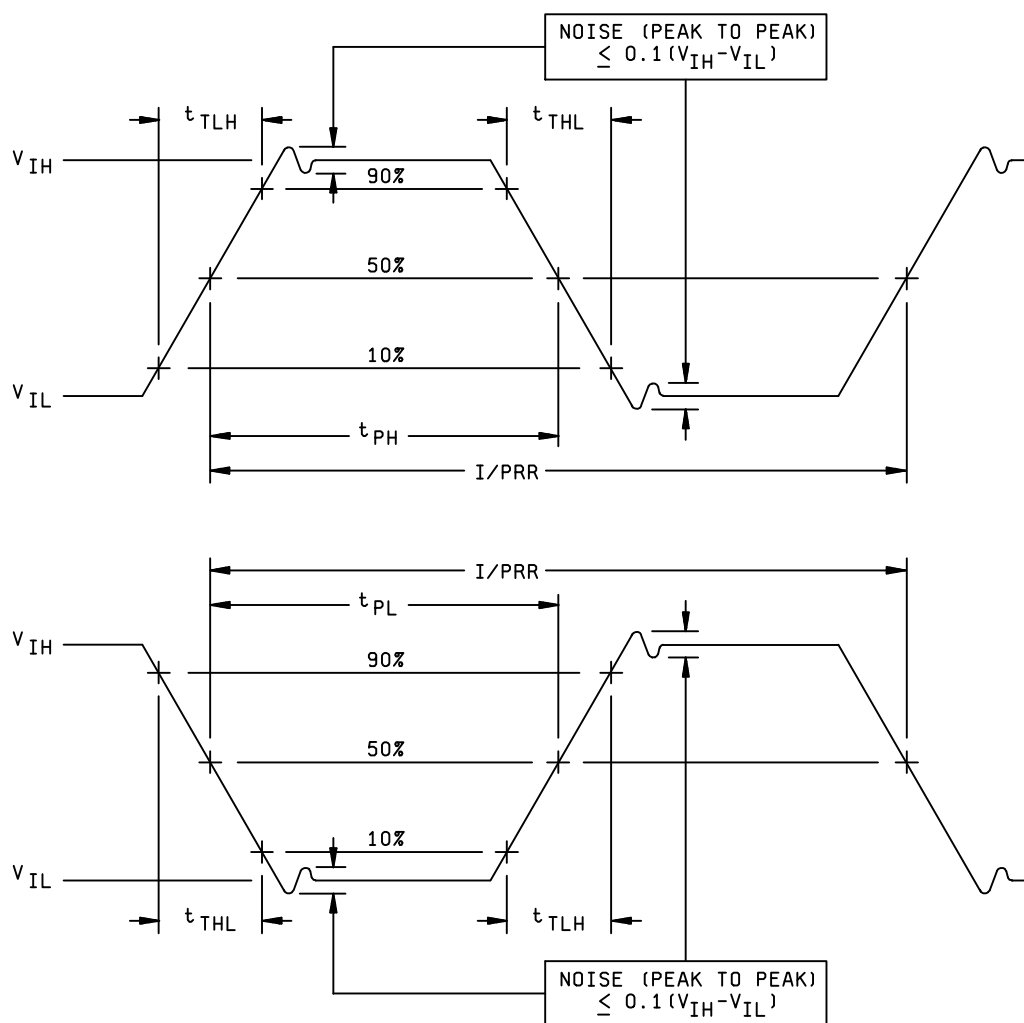 NOISE (PEAK TO PEAK)
≤ 0.1(VIH-VIL)
tTLH
tTHL
VIH
90%
50%
10%
VIL
tPH
I/PRR
I/PRR
tPL
VIH
90%
50%
10%
VIL
tTHL
tTLH
NOISE (PEAK TO PEAK)
≤ 0.1(VIH-VIL)